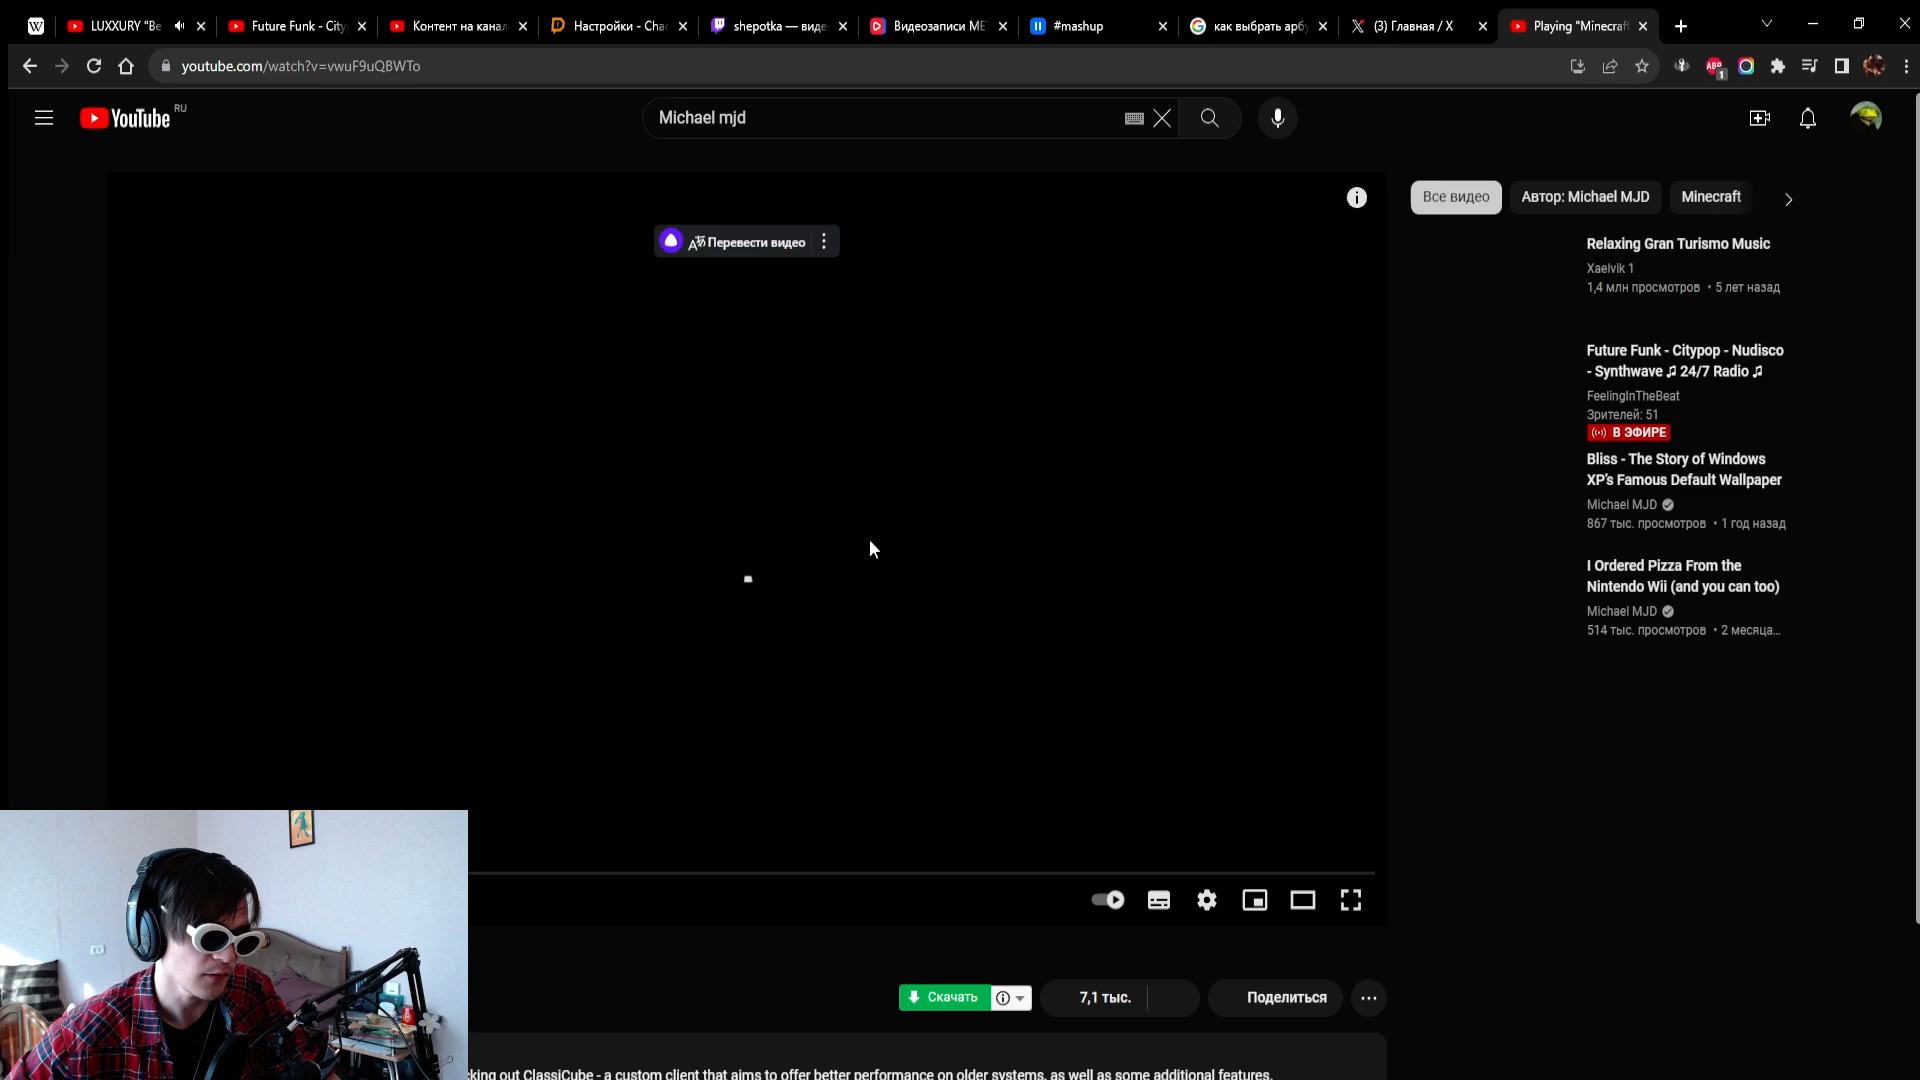 W
LUXXURY "Be
Future Funk - City
Контент на кана
Настройки - Cha
shepotka — виде
Видеозаписи ME
#mashup
как выбрать арбу
(3) Главная / X
Playing "Minecraft
youtube.com/watch?v=vwuF9uQBWTo
ABP
1
YouTube
RU
Michael mjd
Перевести видео
Все видео
Автор: Michael MJD
Minecraft
Relaxing Gran Turismo Music
Xaelvik 1
1,4 млн просмотров • 5 лет назад
Future Funk - Citypop - Nudisco
- Synthwave ♫ 24/7 Radio ♫
FeelingInTheBeat
Зрителей: 51
В ЭФИРЕ
Bliss - The Story of Windows
XP's Famous Default Wallpaper
Michael MJD
867 тыс. просмотров • 1 год назад
I Ordered Pizza From the
Nintendo Wii (and you can too)
Michael MJD
514 тыс. просмотров • 2 месяца...
Скачать
7,1 тыс.
Поделиться
cking out ClassiCube - a custom client that aims to offer better performance on older systems, as well as some additional features.